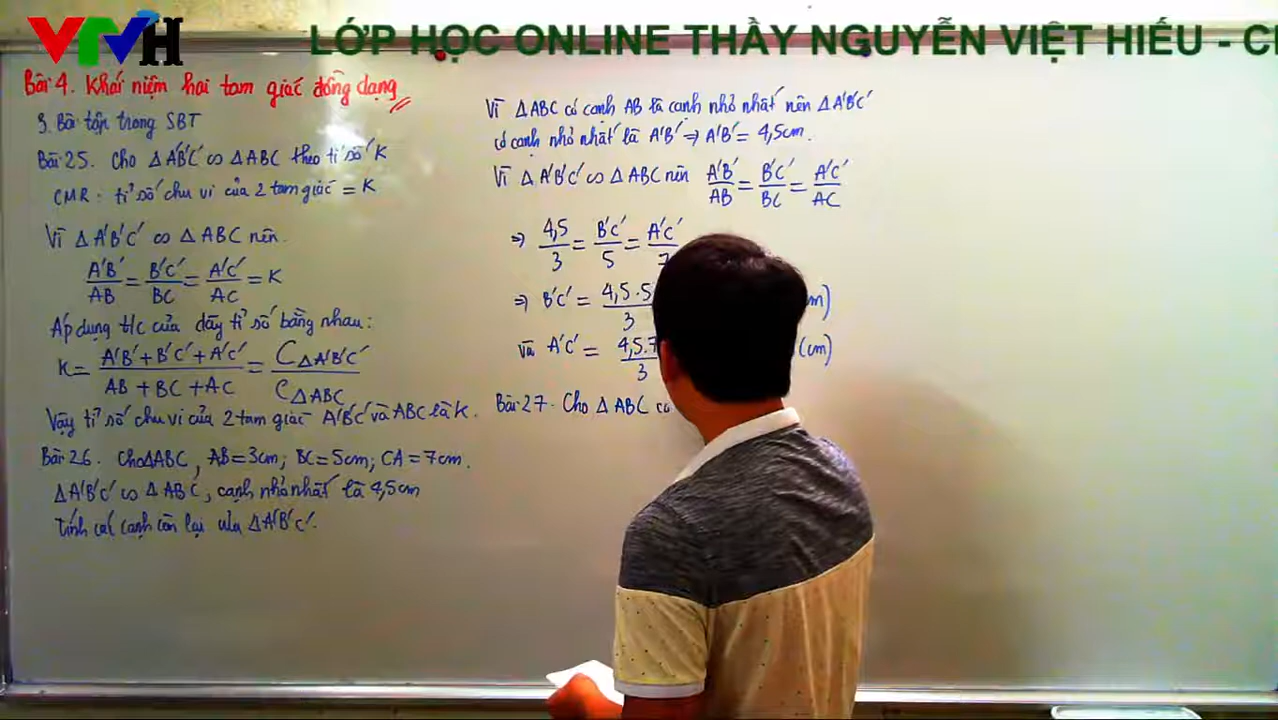 VTVH
LỚP HỌC ONLINE THẦY NGUYỄN VIỆT HIẾU - C
Bài 4. Khái niệm hai tam giác đồng dạng
3. Bài tập trong SBT
Bài 25. Cho ΔA'B'C' ∽ ΔABC theo tỉ số K
CMR: tỉ số chu vi của 2 tam giác = K
Vì ΔA'B'C' ∽ ΔABC nên.
A'B'/AB = B'C'/BC = A'C'/AC = K
Áp dụng t/c của dãy tỉ số bằng nhau:
K = (A'B' + B'C' + A'C')/(AB + BC + AC) = CΔA'B'C'/CΔABC
Vậy tỉ số chu vi của 2 tam giác A'B'C' và ABC là K.
Bài 26. Cho ΔABC, AB = 3cm; BC = 5cm; CA = 7cm.
ΔA'B'C' ∽ ΔABC, cạnh nhỏ nhất là 4,5cm
Tính các cạnh còn lại của ΔA'B'C'.
Vì ΔABC có cạnh AB là cạnh nhỏ nhất nên ΔA'B'C'
có cạnh nhỏ nhất là A'B' ⇒ A'B' = 4,5cm.
Vì ΔA'B'C' ∽ ΔABC nên A'B'/AB = B'C'/BC = A'C'/AC
⇒ 4,5/3 = B'C'/5 = A'C'/7
⇒ B'C' = 4,5.5/3 cm)
và A'C' = 4,5.7/3 (cm)
Bài 27. Cho ΔABC có